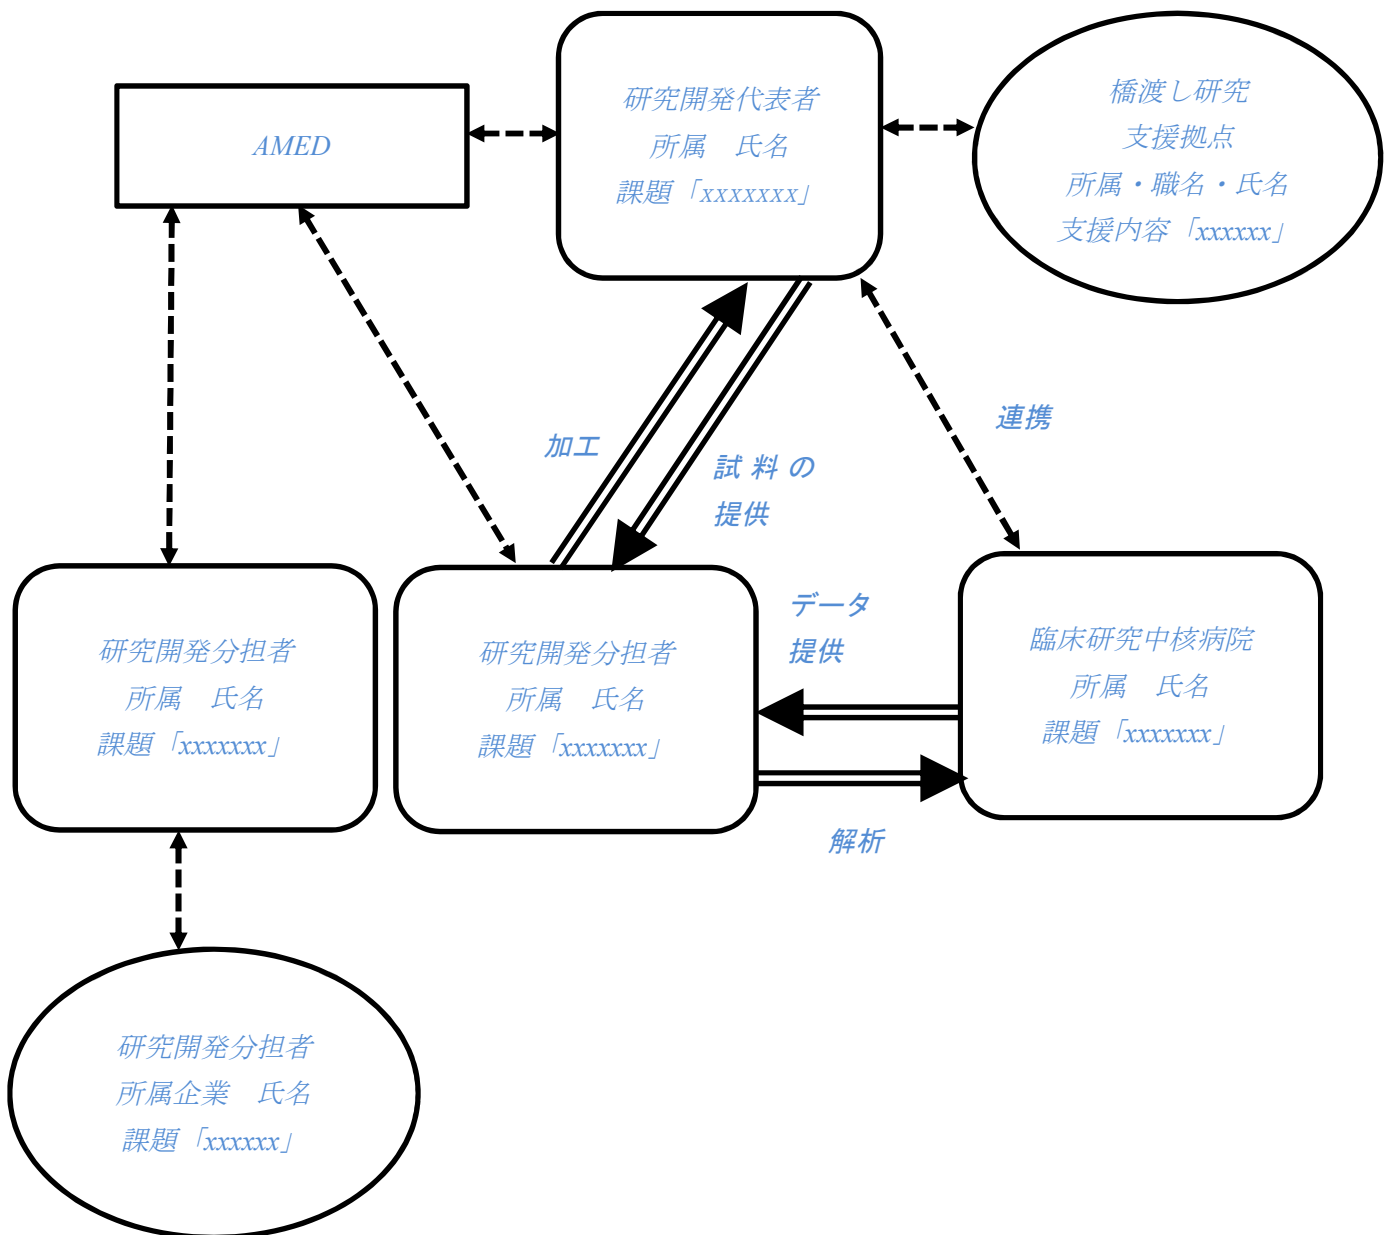 研究開発代表者
所属　氏名
課題「xxxxxxx」
AMED
橋渡し研究
支援拠点
所属・職名・氏名
支援内容「xxxxxx」
加工
試料の
提供
連携
データ
提供
研究開発分担者
所属　氏名
課題「xxxxxxx」
研究開発分担者
所属　氏名
課題「xxxxxxx」
臨床研究中核病院
所属　氏名
課題「xxxxxxx」
解析
研究開発分担者
所属企業　氏名
課題「xxxxxx」